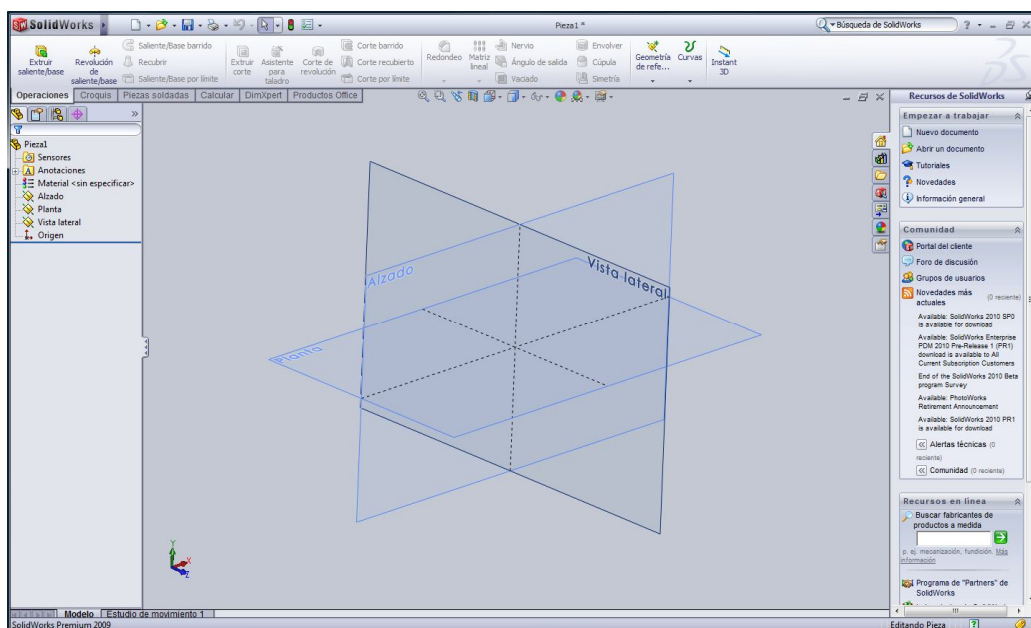 SolidWorks
Pieza1 *
Búsqueda de SolidWorks
Extruir saliente/base
Revolución de saliente/base
Saliente/Base barrido
Recubrir
Saliente/Base por límite
Extruir corte
Asistente para taladro
Corte de revolución
Corte barrido
Corte recubierto
Corte por límite
Redondeo
Matriz lineal
Nervio
Ángulo de salida
Vaciado
Envolver
Cúpula
Simetría
Geometría de refe...
Curvas
Instant 3D
Operaciones
Croquis
Piezas soldadas
Calcular
DimXpert
Productos Office
Pieza1
Sensores
Anotaciones
Material <sin especificar>
Alzado
Planta
Vista lateral
Origen
Alzado
Vista lateral
Planta
Y
X
Z
Recursos de SolidWorks
Empezar a trabajar
Nuevo documento
Abrir un documento
Tutoriales
Novedades
Información general
Comunidad
Portal del cliente
Foro de discusión
Grupos de usuarios
Novedades más actuales (0 reciente)
Available: SolidWorks 2010 SP0
is available for download
Available: SolidWorks Enterprise
PDM 2010 Pre-Release 1 (PR1)
download is available to All
Current Subscription Customers
End of the SolidWorks 2010 Beta
program Survey
Available: PhotoWorks
Retirement Announcement
Available: SolidWorks 2010 PR1
is available for download
Alertas técnicas (0
reciente)
Comunidad (0 reciente)
Recursos en línea
Buscar fabricantes de
productos a medida
p. ej. mecanización, fundición. Más
información
Programa de "Partners" de
SolidWorks
Modelo
Estudio de movimiento 1
SolidWorks Premium 2009
Editando Pieza